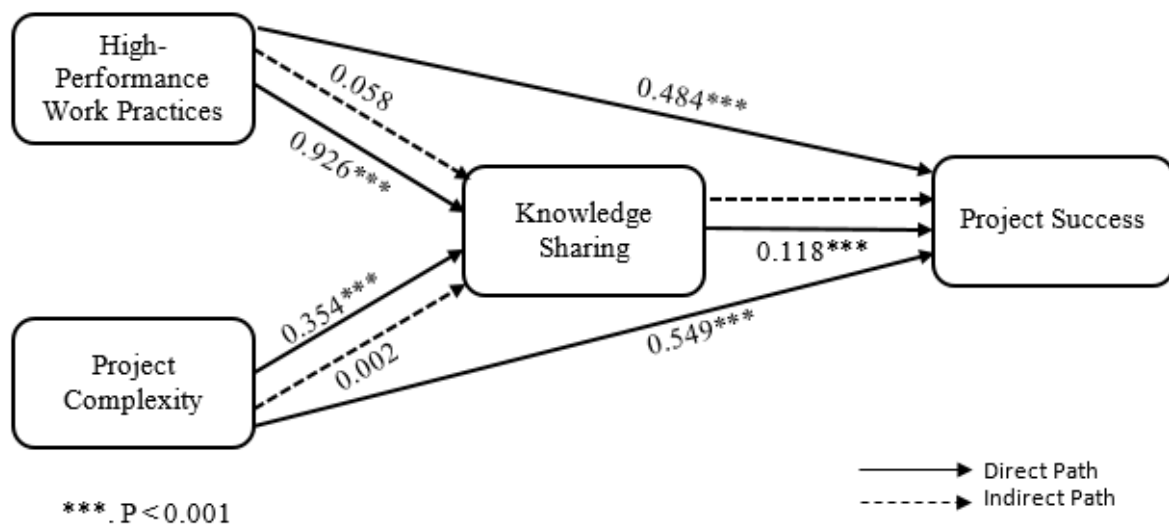 High-
Performance
Work Practices
0.058
0.926***
0.484***
Knowledge
Sharing
0.118***
Project Success
0.354***
0.002
0.549***
Project
Complexity
Direct Path
Indirect Path
***. P < 0.001